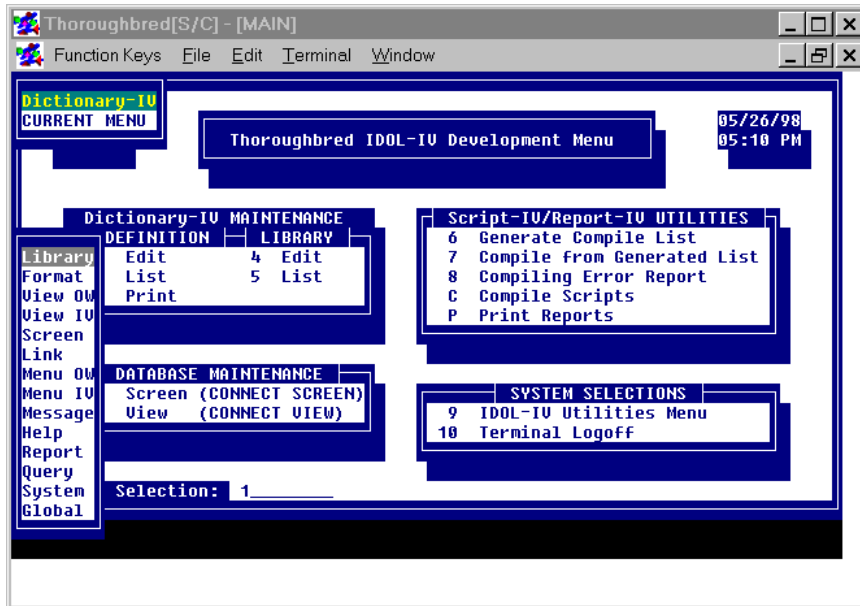 Thoroughbred[S/C] - [MAIN]
Function Keys File Edit Terminal Window
Dictionary-IV
CURRENT MENU
Thoroughbred IDOL-IV Development Menu
05/26/98
05:10 PM
Dictionary-IV MAINTENANCE
DEFINITION LIBRARY
Edit 4 Edit
List 5 List
Print
Script-IV/Report-IV UTILITIES
6 Generate Compile List
7 Compile from Generated List
8 Compiling Error Report
C Compile Scripts
P Print Reports
Library
Format
View OW
View IV
Screen
Link
Menu OW
Menu IV
Message
Help
Report
Query
System
Global
DATABASE MAINTENANCE
Screen (CONNECT SCREEN)
View (CONNECT VIEW)
SYSTEM SELECTIONS
9 IDOL-IV Utilities Menu
10 Terminal Logoff
Selection: 1_________